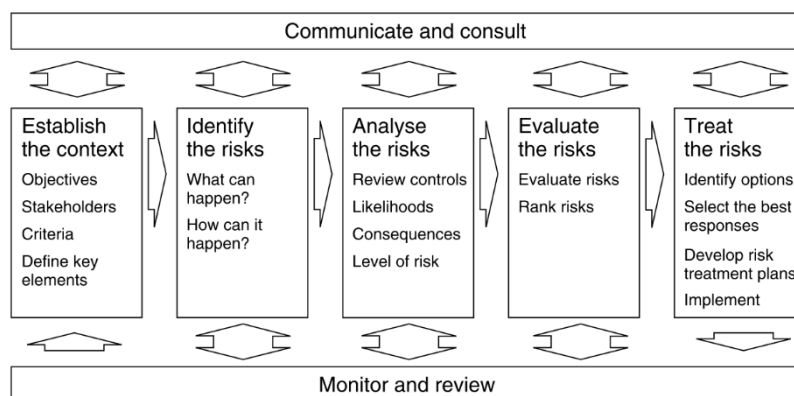 Communicate and consult
Establish
the context
Objectives
Stakeholders
Criteria
Define key
elements
Identify
the risks
What can
happen?
How can it
happen?
Analyse
the risks
Review controls
Likelihoods
Consequences
Level of risk
Evaluate
the risks
Evaluate risks
Rank risks
Treat
the risks
Identify options
Select the best
responses
Develop risk
treatment plans
Implement
Monitor and review